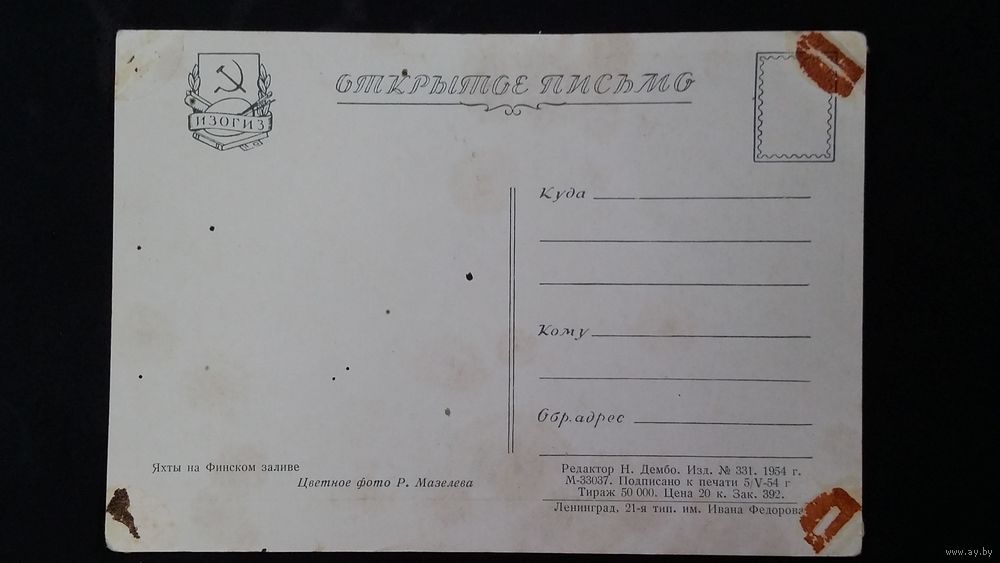 ОТКРЫТОЕ ПИСЬМО
ИЗОГИЗ
Куда
Кому
Обр. адрес
Яхты на Финском заливе
Цветное фото Р. Мазелева
Редактор Н. Дембо. Изд. № 331. 1954 г.
М-33037. Подписано к печати 5/V-54 г
Тираж 50 000. Цена 20 к. Зак. 392.
Ленинград, 21-я тип. им. Ивана Федорова
www.ay.by